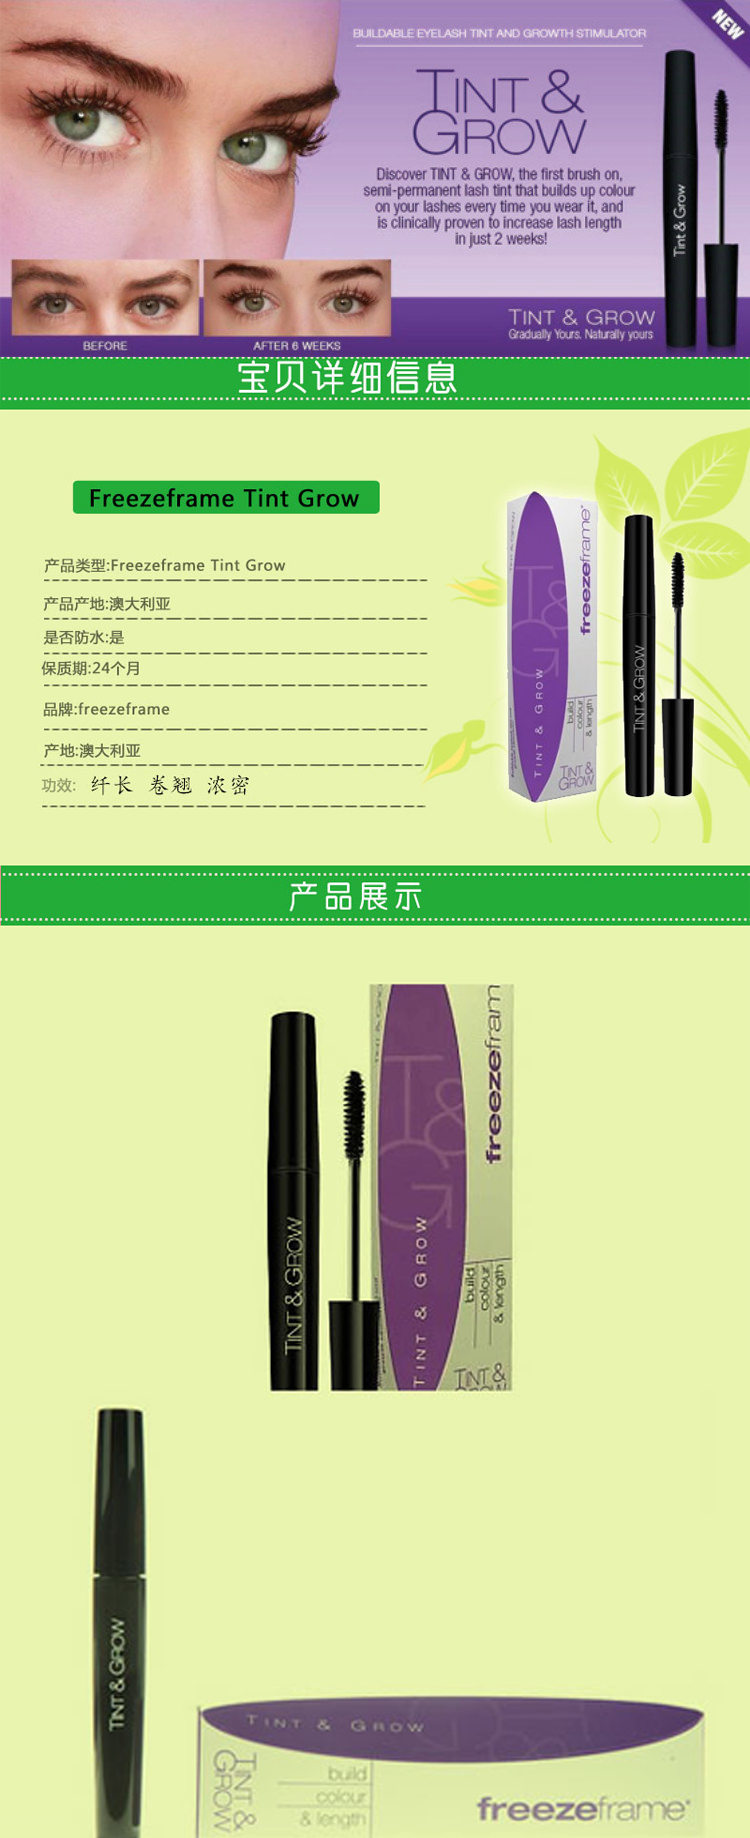 BUILDABLE EYELASH TINT AND GROWTH STIMULATOR
NEW
TINT &
GROW
Discover TINT & GROW, the first brush on,
semi-permanent lash tint that builds up colour
on your lashes every time you wear it, and
is clinically proven to increase lash length
in just 2 weeks!
Tint & Grow
TINT & GROW
Gradually Yours. Naturally yours
BEFORE
AFTER 6 WEEKS
宝贝详细信息
Freezeframe Tint Grow
产品类型:Freezeframe Tint Grow
产品产地:澳大利亚
是否防水:是
保质期:24个月
品牌:freezeframe
产地:澳大利亚
功效: 纤长 卷翘 浓密
TINT & GROW
T&G
freezeframe
TINT & GROW
build
colour
& length
TINT &
GROW
TINT & GROW
产品展示
TINT & GROW
TINT & GROW
T&G
freezefram
TINT & GROW
build
colour
& length
TINT &
GROW
TINT & GROW
TINT & GROW
TINT &
GROW
build
colour
& length
freezeframe